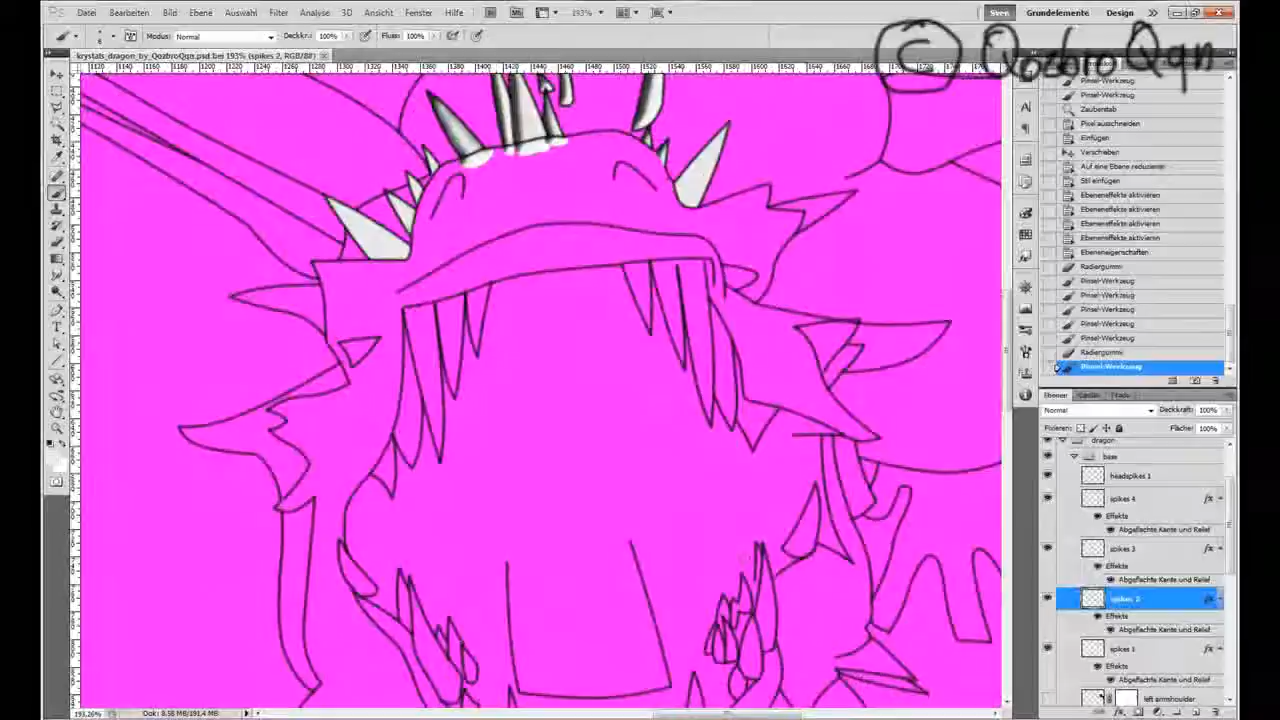 Datei Bearbeiten Bild Ebene Auswahl Filter Analyse 3D Ansicht Fenster Hilfe 193% Sven Grundelemente Design
Modus: Normal Deckkr.: 100% Fluss: 100%
© QozbroQqn
krystals_dragon_by_QozbroQqn.psd bei 193% (spikes 2, RGB/8#)
Pinsel-Werkzeug
Pinsel-Werkzeug
Zauberstab
Pixel ausschneiden
Einfügen
Verschieben
Auf eine Ebene reduzieren
Stil einfügen
Ebeneneffekte aktivieren
Ebeneneffekte aktivieren
Ebeneneffekte aktivieren
Ebeneneffekte aktivieren
Ebeneneigenschaften
Radiergummi
Pinsel-Werkzeug
Pinsel-Werkzeug
Pinsel-Werkzeug
Pinsel-Werkzeug
Pinsel-Werkzeug
Radiergummi
Pinsel-Werkzeug
Ebenen Kanäle Pfade
Normal Deckkraft: 100%
Fixieren: Fläche: 100%
dragon
base
headspikes 1
spikes 4
Effekte
Abgeflachte Kante und Relief
spikes 3
Effekte
Abgeflachte Kante und Relief
spikes 2
Effekte
Abgeflachte Kante und Relief
spikes 1
Effekte
Abgeflachte Kante und Relief
left armshoulder
193,26% Dok: 8.58 MB/191.4 MB